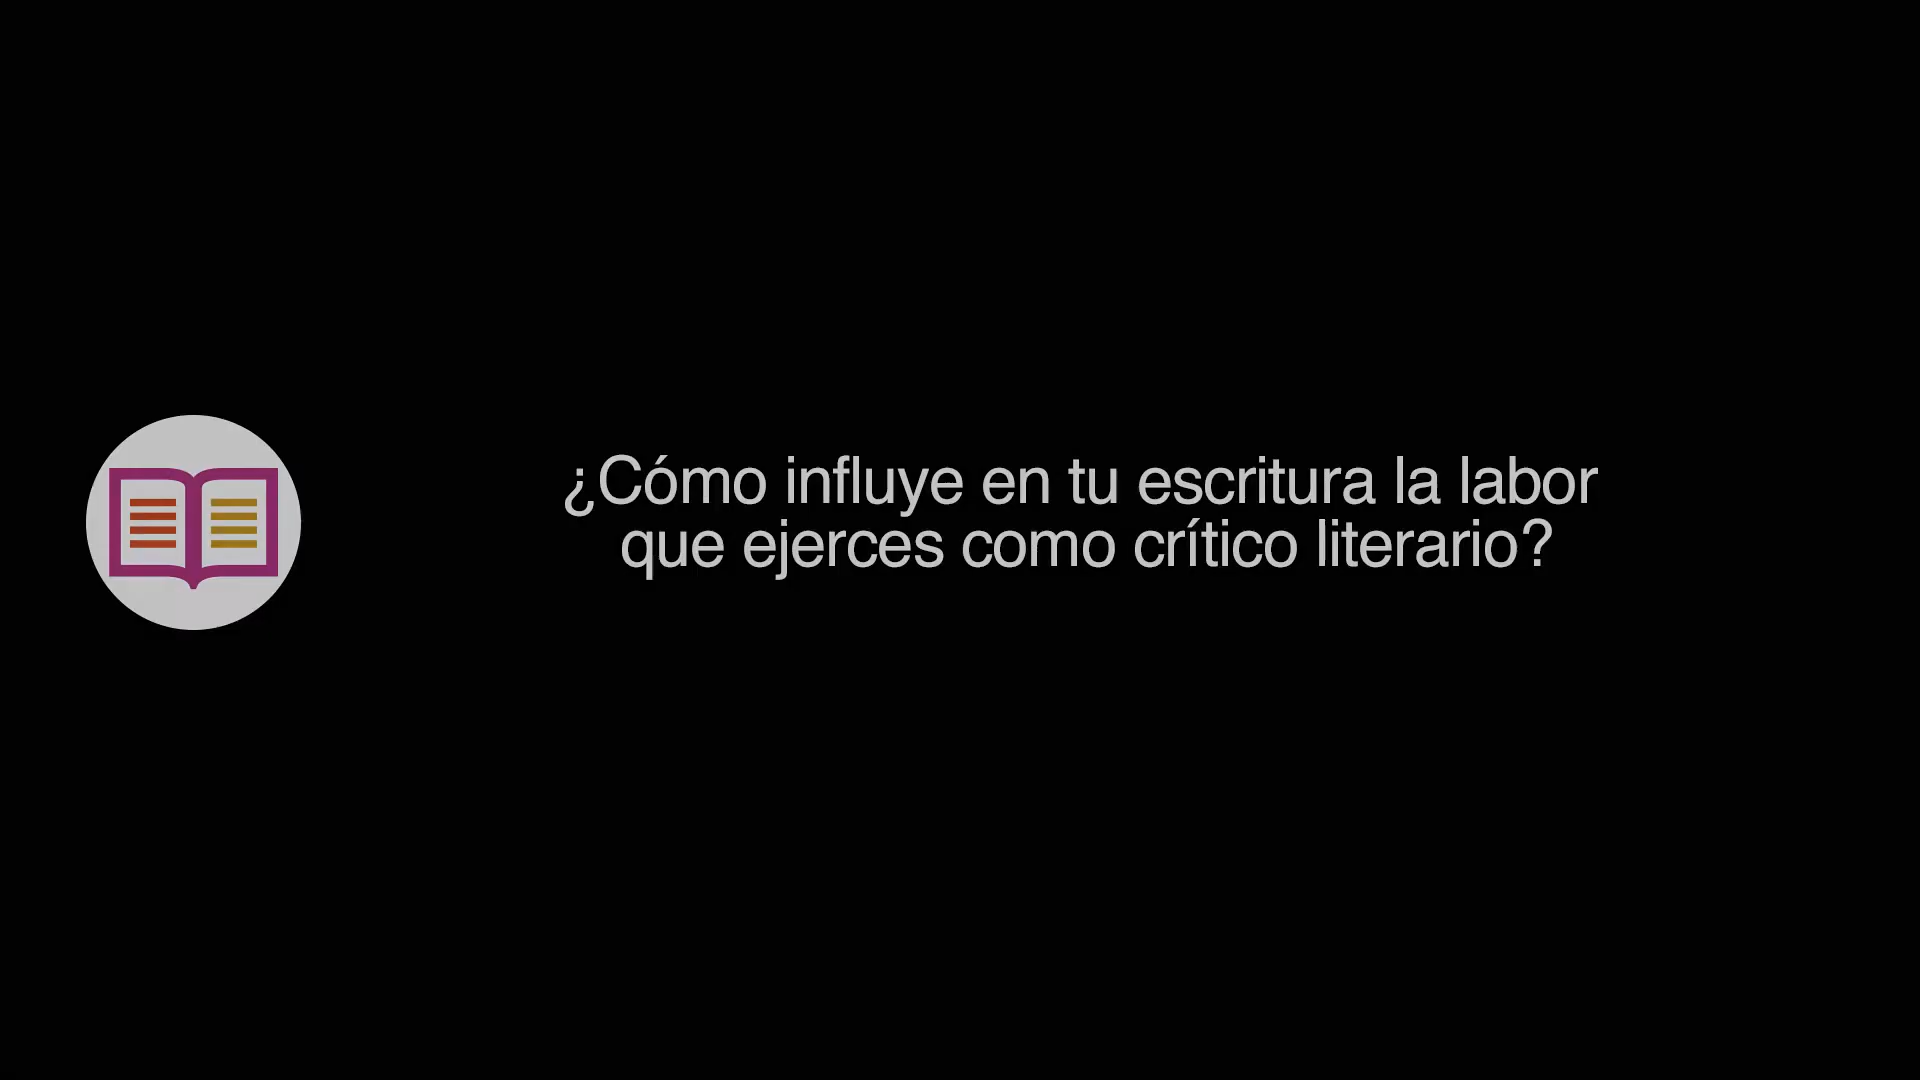 ¿Cómo influye en tu escritura la labor
que ejerces como crítico literario?